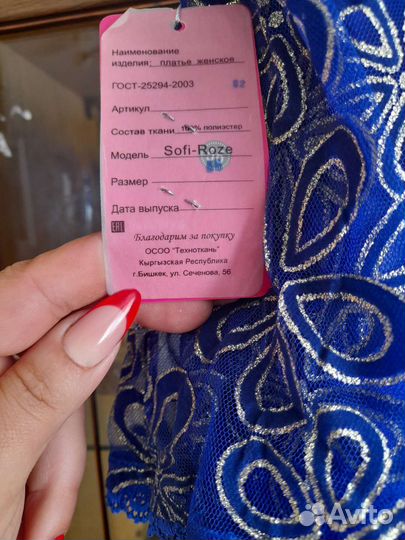 Наименование
изделия: платье женское
ГОСТ-25294-2003 52
Артикул
Состав ткани 100% полиэстер
Модель Sofi-Roze
Размер
Дата выпуска
EAC
Благодарим за покупку
ОСОО "Техноткань"
Кыргызская Республика
г.Бишкек, ул. Сеченова, 56
Avito